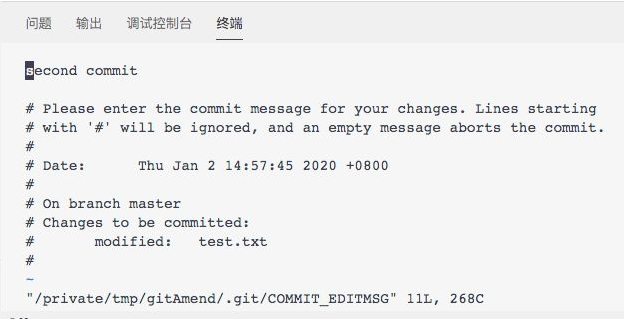 问题 输出 调试控制台 终端
second commit
# Please enter the commit message for your changes. Lines starting
# with '#' will be ignored, and an empty message aborts the commit.
#
# Date:      Thu Jan 2 14:57:45 2020 +0800
#
# On branch master
# Changes to be committed:
#       modified:   test.txt
#
~
"/private/tmp/gitAmend/.git/COMMIT_EDITMSG" 11L, 268C